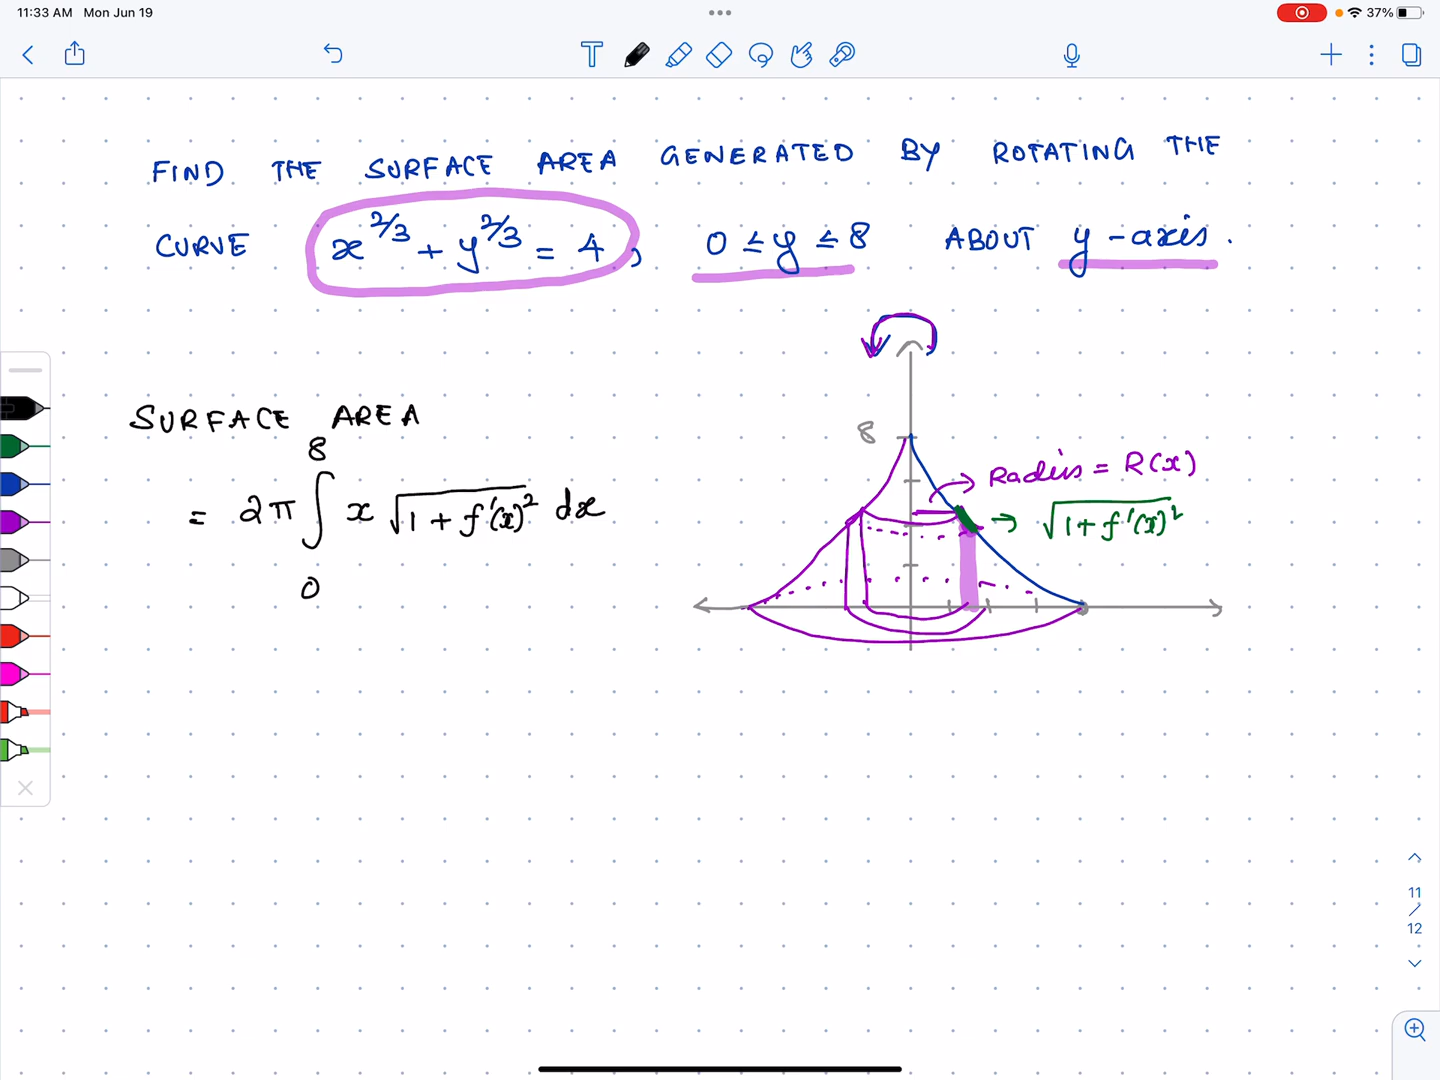 11:33 AM Mon Jun 19
37%
FIND THE SURFACE AREA GENERATED BY ROTATING THE
CURVE x^{2/3} + y^{2/3} = 4, 0 ≤ y ≤ 8 ABOUT y-axis.
8
Radius = R(x)
→ √(1 + f'(x)²)
SURFACE AREA
= 2π ∫₀⁸ x √(1 + f'(x)²) dx
11
/
12